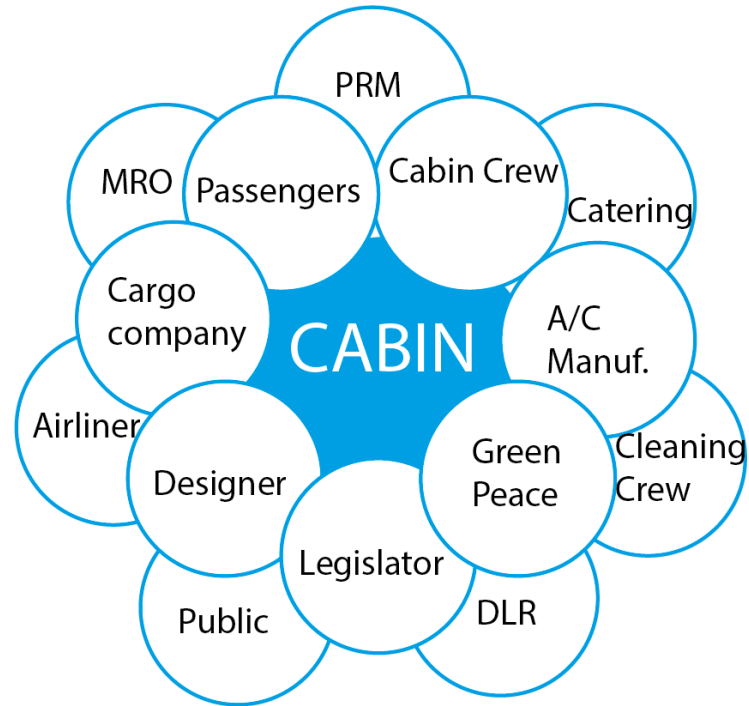 PRM
MRO
Passengers
Cabin Crew
Catering
Cargo
company
CABIN
A/C
Manuf.
Airliner
Designer
Green
Peace
Cleaning
Crew
Legislator
Public
DLR